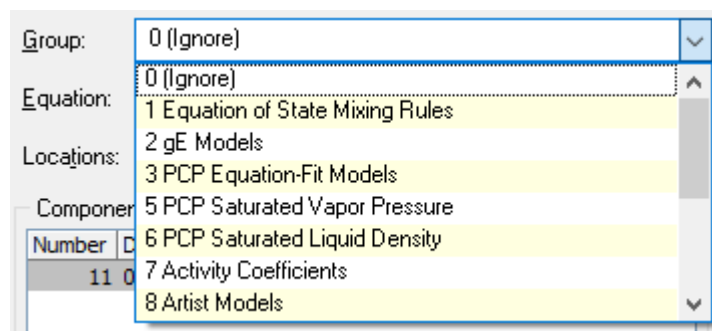 Group:
0 (Ignore)
0 (Ignore)
Equation:
1 Equation of State Mixing Rules
2 gE Models
Locations:
3 PCP Equation-Fit Models
Componer
5 PCP Saturated Vapor Pressure
Number
6 PCP Saturated Liquid Density
11 0
7 Activity Coefficients
8 Artist Models